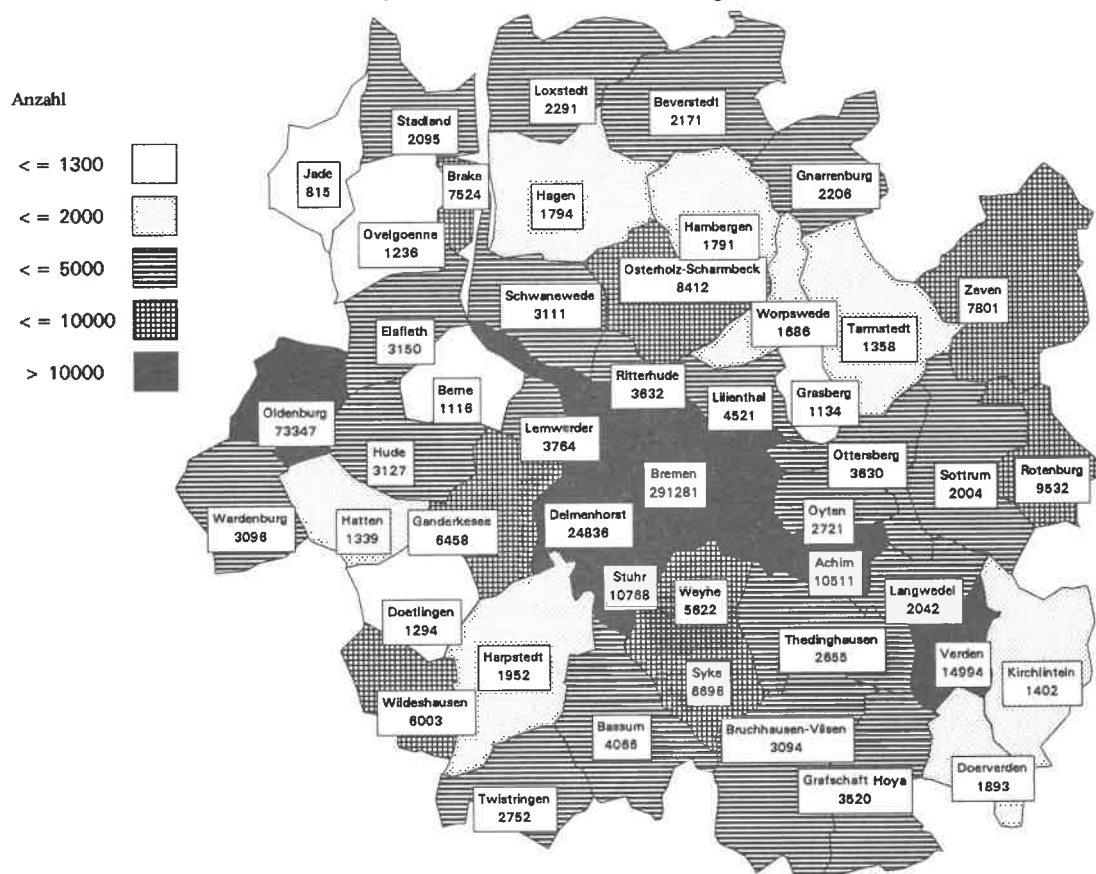 Anzahl
< = 1300
< = 2000
< = 5000
< = 10000
> 10000
Loxstedt
2291
Beverstedt
2171
Stadland
2095
Jade
815
Brake
7524
Hagen
1794
Gnarrenburg
2206
Hambergen
1791
Ovelgoenne
1236
Osterholz-Scharmbeck
8412
Zeven
7801
Schwanewede
3111
Worpswede
1686
Tarmstedt
1358
Elsfleth
3150
Berne
1116
Ritterhude
3632
Lilienthal
4521
Grasberg
1134
Oldenburg
73347
Lemwerder
3764
Hude
3127
Ottersberg
3630
Bremen
291281
Sottrum
2004
Rotenburg
9532
Wardenburg
3096
Hatten
1339
Ganderkesee
6458
Delmenhorst
24836
Oyten
2721
Achim
10511
Stuhr
10768
Weyhe
5622
Langwedel
2042
Doetlingen
1294
Thedinghausen
2655
Harpstedt
1952
Syke
6696
Verden
14994
Kirchlinteln
1402
Wildeshausen
6003
Bassum
4066
Bruchhausen-Vilsen
3094
Doerverden
1893
Grafschaft Hoya
3520
Twistringen
2752